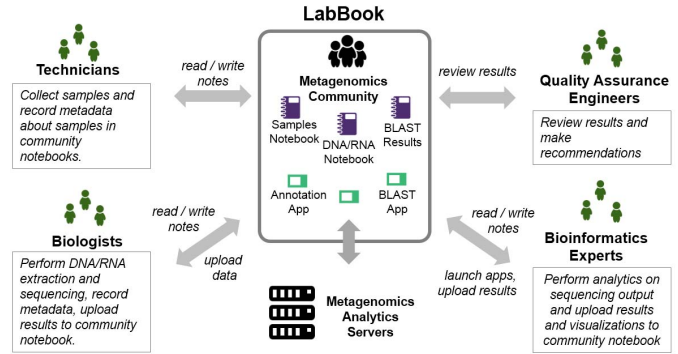 LabBook
Technicians
Collect samples and
record metadata
about samples in
community
notebooks.
read / write
notes
Metagenomics
Community
Samples
Notebook
DNA/RNA
Notebook
BLAST
Results
Annotation
App
BLAST
App
review results
Quality Assurance
Engineers
Review results and
make
recommendations
Biologists
Perform DNA/RNA
extraction and
sequencing, record
metadata, upload
results to community
notebook.
read / write
notes
upload
data
Metagenomics
Analytics
Servers
read / write
notes
launch apps,
upload results
Bioinformatics
Experts
Perform analytics on
sequencing output
and upload results
and visualizations to
community notebook